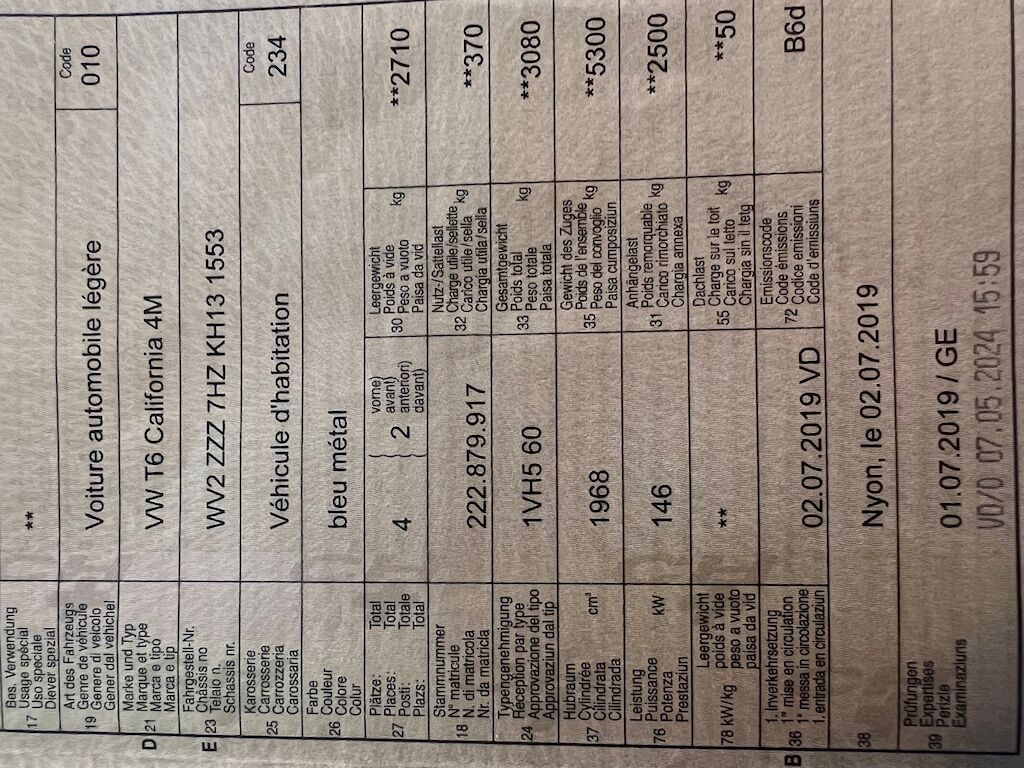 Bes. Verwendung
Usage spécial
17 Uso speciale
Diever spezial
**
Art des Fahrzeugs
Genre de véhicule
19 Genere di veicolo
Gener dal vehichel
Voiture automobile légère
Code
010
Marke und Typ
Marque et type
D 21 Marca e tipo
Marca e tip
VW T6 California 4M
Fahrgestell-Nr.
Châssis no
E 23 Telaio n.
Schassis nr.
WV2 ZZZ 7HZ KH13 1553
Karosserie
Carrosserie
25 Carrozzeria
Carossaria
Véhicule d'habitation
Code
234
Farbe
Couleur
26 Colore
Colur
bleu métal
Plätze: Total
Places: Total
27 Posti: Totale
Plazs: Total
4
2
vorne)
avant)
anteriori)
davant)
Leergewicht
Poids à vide
30 Peso a vuoto kg
Paisa da vid
**2710
Stammnummer
N° matricule
18 N. di matricola
Nr. da matricla
222.879.917
Nutz-/Sattellast
Charge utile/sellette
32 Carico utile/sella kg
Chargia utila/sella
**370
Typengenehmigung
Réception par type
24 Approvazione del tipo
Approvaziun dal tip
1VH5 60
Gesamtgewicht
Poids total
33 Peso totale kg
Paisa totala
**3080
Hubraum
Cylindrée
37 Cilindrata cm³
Cilindrada
1968
Gewicht des Zuges
Poids de l'ensemble
35 Peso del convoglio kg
Paisa cumposiziun
**5300
Leistung
Puissance
76 Potenza kW
Prestaziun
146
Anhängelast
Poids remorquable
31 Carico rimorchiato kg
Chargia annexa
**2500
Leergewicht
poids à vide
78 kW/kg peso a vuoto
paisa da vid
**
Dachlast
Charge sur le toit
55 Carico sul letto kg
Chargia sin il tetg
**50
1. Inverkehrsetzung
1re mise en circulation
B 36 1a messa in circolazione
1. entrada en circulaziun
02.07.2019 VD
Emissionscode
Code émissions
72 Codice emissioni
Code d'emissiuns
B6d
38
Nyon, le 02.07.2019
Prüfungen
Expertises
39 Perizie
Examinaziuns
01.07.2019 / GE
VD/0 07.05.2024 15:59